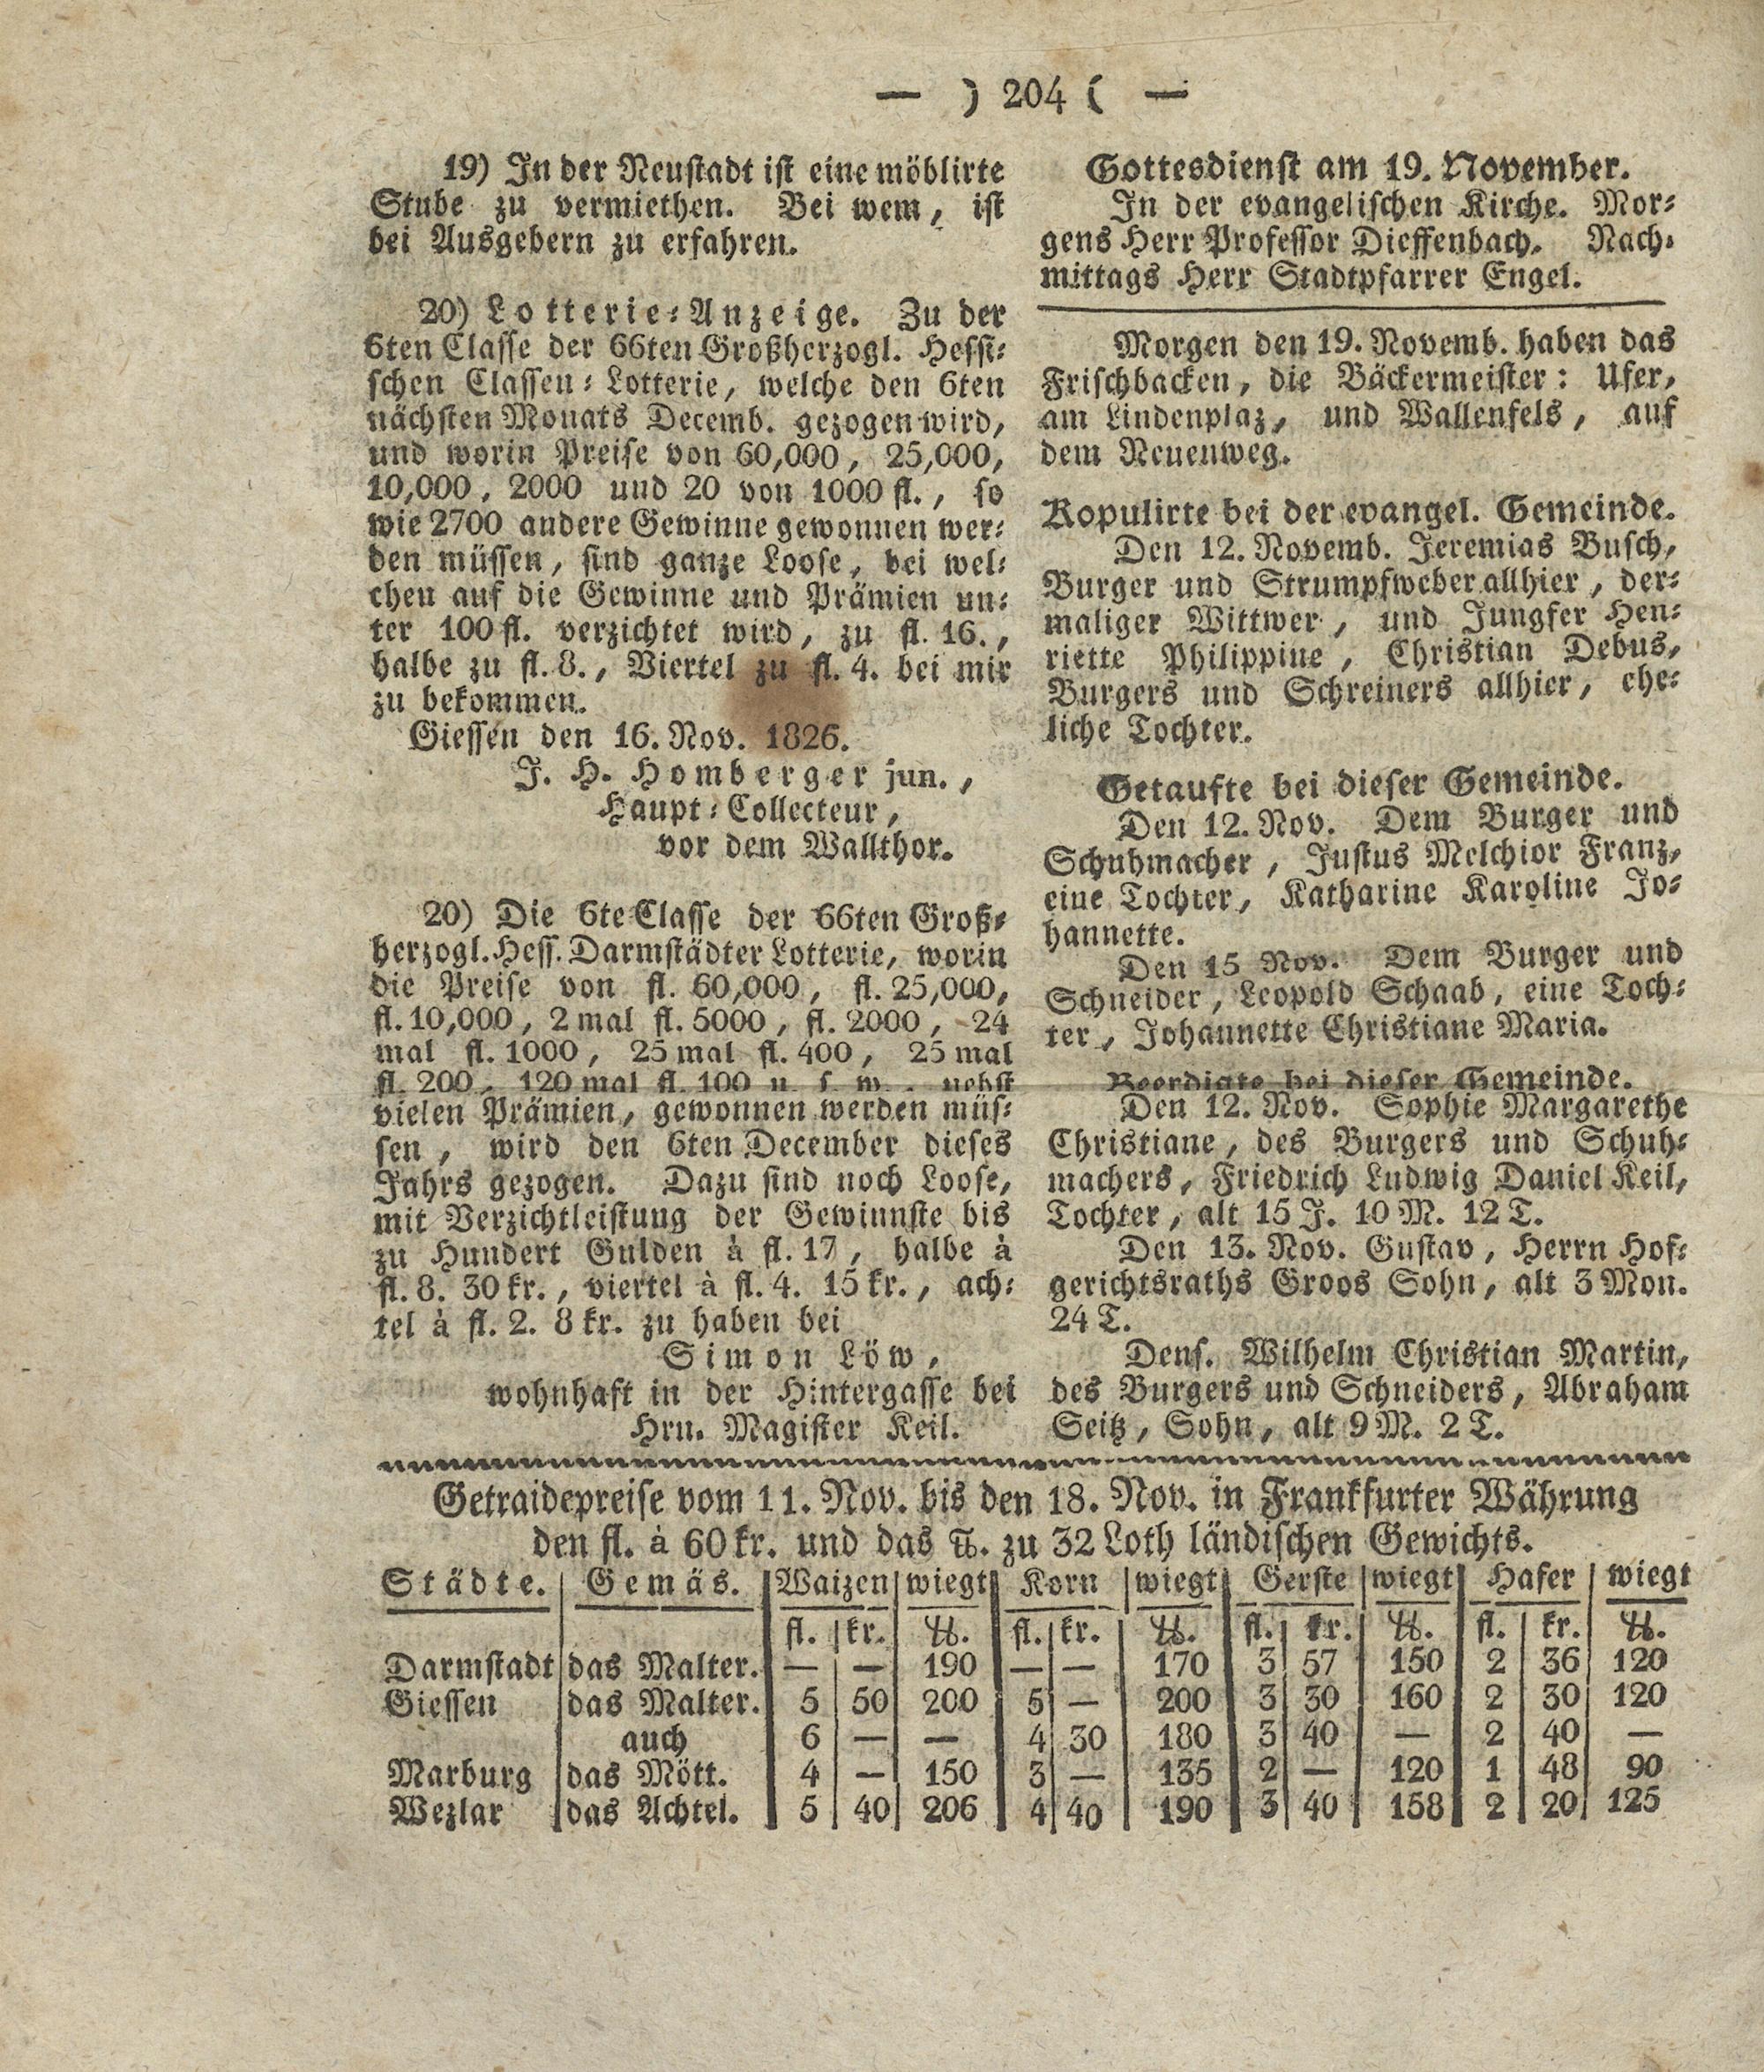 — ) 204 ( —
19) In der Neustadt ist eine möblirte
Stube zu vermiethen. Bei wem, ist
bei Ausgebern zu erfahren.
20) Lotterie-Anzeige. Zu der
6ten Classe der 66ten Großherzogl. Hessi-
schen Classen-Lotterie, welche den 6ten
nächsten Monats Decemb. gezogen wird,
und worin Preise von 60,000, 25,000,
10,000, 2000 und 20 von 1000 fl., so
wie 2700 andere Gewinne gewonnen wer-
den müssen, sind ganze Loose, bei wel-
chen auf die Gewinne und Prämien un-
ter 100 fl. verzichtet wird, zu fl. 16.,
halbe zu fl. 8., Viertel zu fl. 4. bei mir
zu bekommen.
Giessen den 16. Nov. 1826.
J. H. Homberger jun.,
Haupt-Collecteur,
vor dem Wallthor.
20) Die 6te Classe der 66ten Groß-
herzogl. Hess. Darmstädter Lotterie, worin
die Preise von fl. 60,000, fl. 25,000,
fl. 10,000, 2 mal fl. 5000, fl. 2000, 24
mal fl. 1000, 25 mal fl. 400, 25 mal
fl. 200, 120 mal fl. 100 u. s. w., nebst
vielen Prämien, gewonnen werden müs-
sen, wird den 6ten December dieses
Jahrs gezogen. Dazu sind noch Loose,
mit Verzichtleistung der Gewinnste bis
zu Hundert Gulden à fl. 17, halbe à
fl. 8. 30 kr., viertel à fl. 4. 15 kr., ach-
tel à fl. 2. 8 kr. zu haben bei
Simon Löw,
wohnhaft in der Hintergasse bei
Hrn. Magister Keil.
Gottesdienst am 19. November.
In der evangelischen Kirche. Mor-
gens Herr Professor Dieffenbach. Nach-
mittags Herr Stadtpfarrer Engel.
Morgen den 19. Novemb. haben das
Frischbacken, die Bäckermeister: Ufer,
am Lindenplaz, und Wallenfels, auf
dem Neuenweg.
Kopulirte bei der evangel. Gemeinde.
Den 12. Novemb. Jeremias Busch,
Burger und Strumpfweber allhier, der-
maliger Wittwer, und Jungfer Hen-
riette Philippine, Christian Debus,
Burgers und Schreiners allhier, ehe-
liche Tochter.
Getaufte bei dieser Gemeinde.
Den 12. Nov. Dem Burger und
Schuhmacher, Justus Melchior Franz,
eine Tochter, Katharine Karoline Jo-
hannette.
Den 15 Nov. Dem Burger und
Schneider, Leopold Schaab, eine Toch-
ter, Johannette Christiane Maria.
Beerdigte bei dieser Gemeinde.
Den 12. Nov. Sophie Margarethe
Christiane, des Burgers und Schuh-
machers, Friedrich Ludwig Daniel Keil,
Tochter, alt 15 J. 10 M. 12 T.
Den 13. Nov. Gustav, Herrn Hof-
gerichtsraths Groos Sohn, alt 3 Mon.
24 T.
Dens. Wilhelm Christian Martin,
des Burgers und Schneiders, Abraham
Seitz, Sohn, alt 9 M. 2 T.
Getraidepreise vom 11. Nov. bis den 18. Nov. in Frankfurter Währung
den fl. à 60 kr. und das ℔. zu 32 Loth ländischen Gewichts.
Städte. Gemäs. Waizen wiegt Korn wiegt Gerste wiegt Hafer wiegt
fl. kr. ℔. fl. kr. ℔. fl. kr. ℔. fl. kr. ℔.
Darmstadt das Malter. — — 190 — — 170 3 57 150 2 36 120
Giessen das Malter. 5 50 200 5 — 200 3 30 160 2 30 120
auch 6 — — 4 30 180 3 40 — 2 40 —
Marburg das Mött. 4 — 150 3 — 135 2 — 120 1 48 90
Wezlar das Achtel. 5 40 206 4 40 190 3 40 158 2 20 125